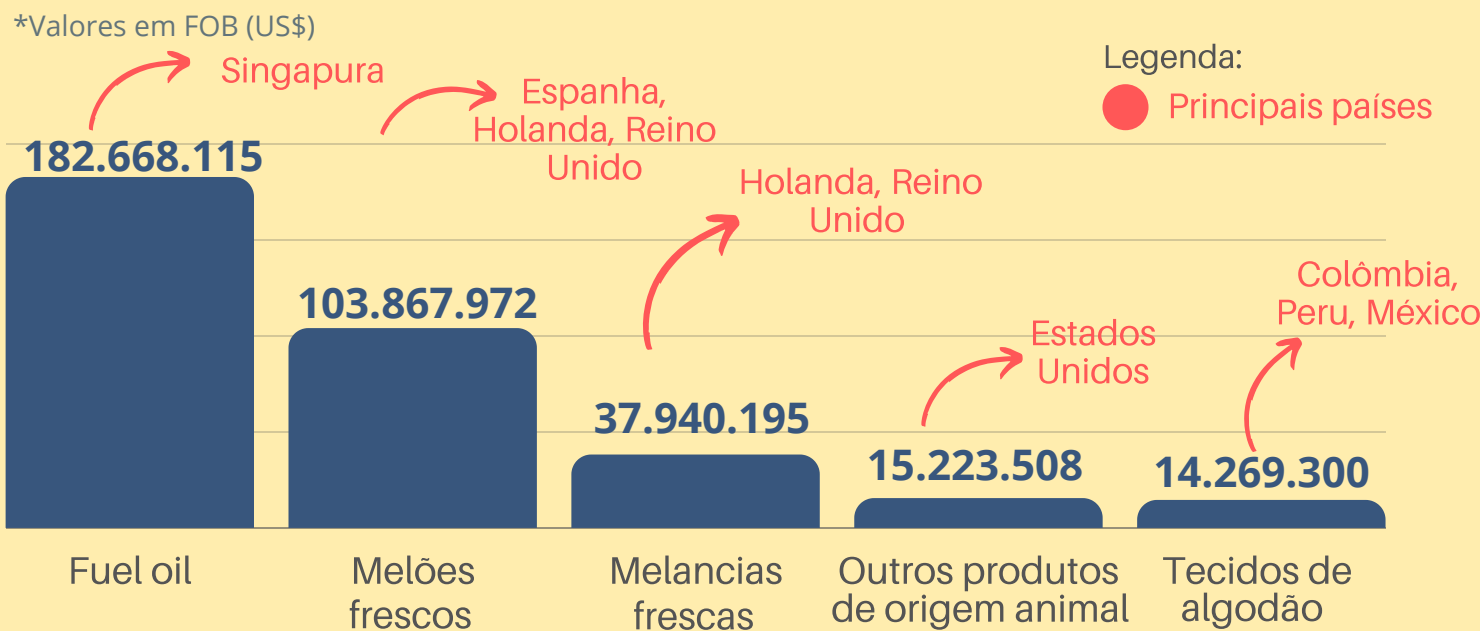 *Valores em FOB (US$)
Legenda:
Principais países
Singapura
Espanha,
Holanda, Reino
Unido
Holanda, Reino
Unido
Estados
Unidos
Colômbia,
Peru, México
182.668.115
103.867.972
37.940.195
15.223.508
14.269.300
Fuel oil
Melões
frescos
Melancias
frescas
Outros produtos
de origem animal
Tecidos de
algodão